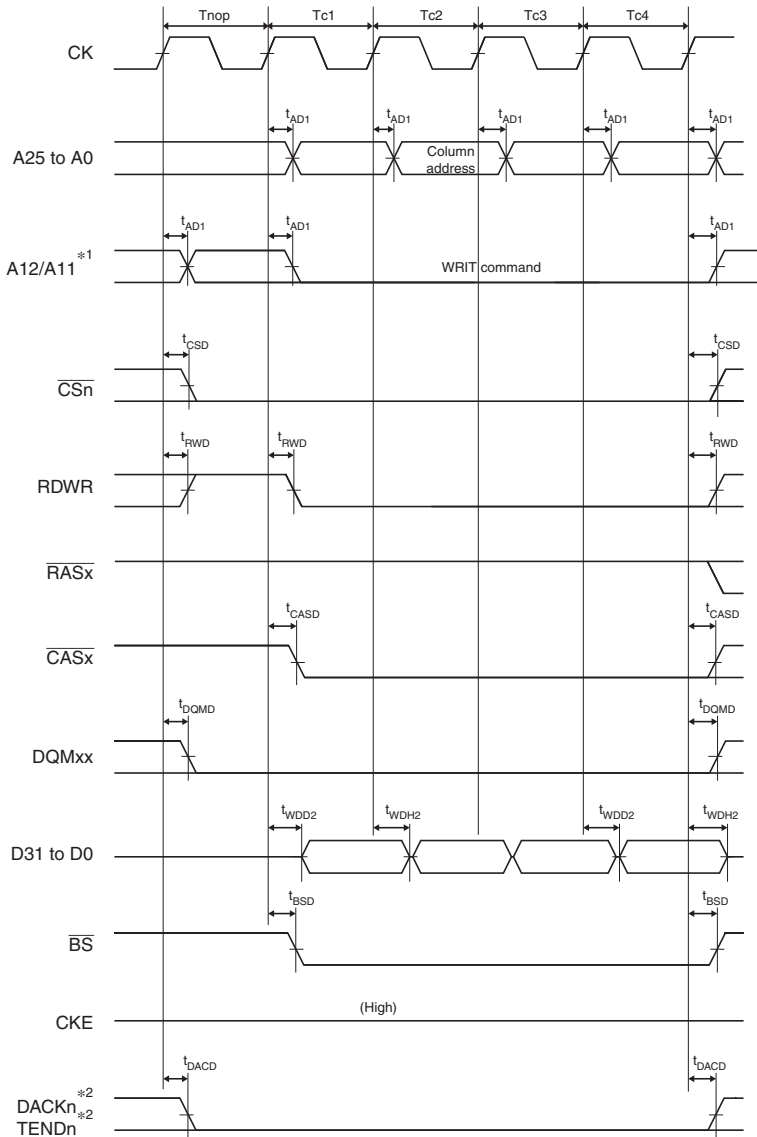 Tnop Tc1 Tc2 Tc3 Tc4
CK
tAD1 tAD1 tAD1 tAD1 tAD1
A25 to A0
Column
address
tAD1 tAD1 tAD1
A12/A11 *1
WRIT command
tCSD tCSD
CSn
tRWD tRWD tRWD
RDWR
RASx
tCASD tCASD
CASx
tDQMD tDQMD
DQMxx
tWDD2 tWDH2 tWDD2 tWDH2
D31 to D0
tBSD tBSD
BS
(High)
CKE
tDACD tDACD
DACKn *2
TENDn *2